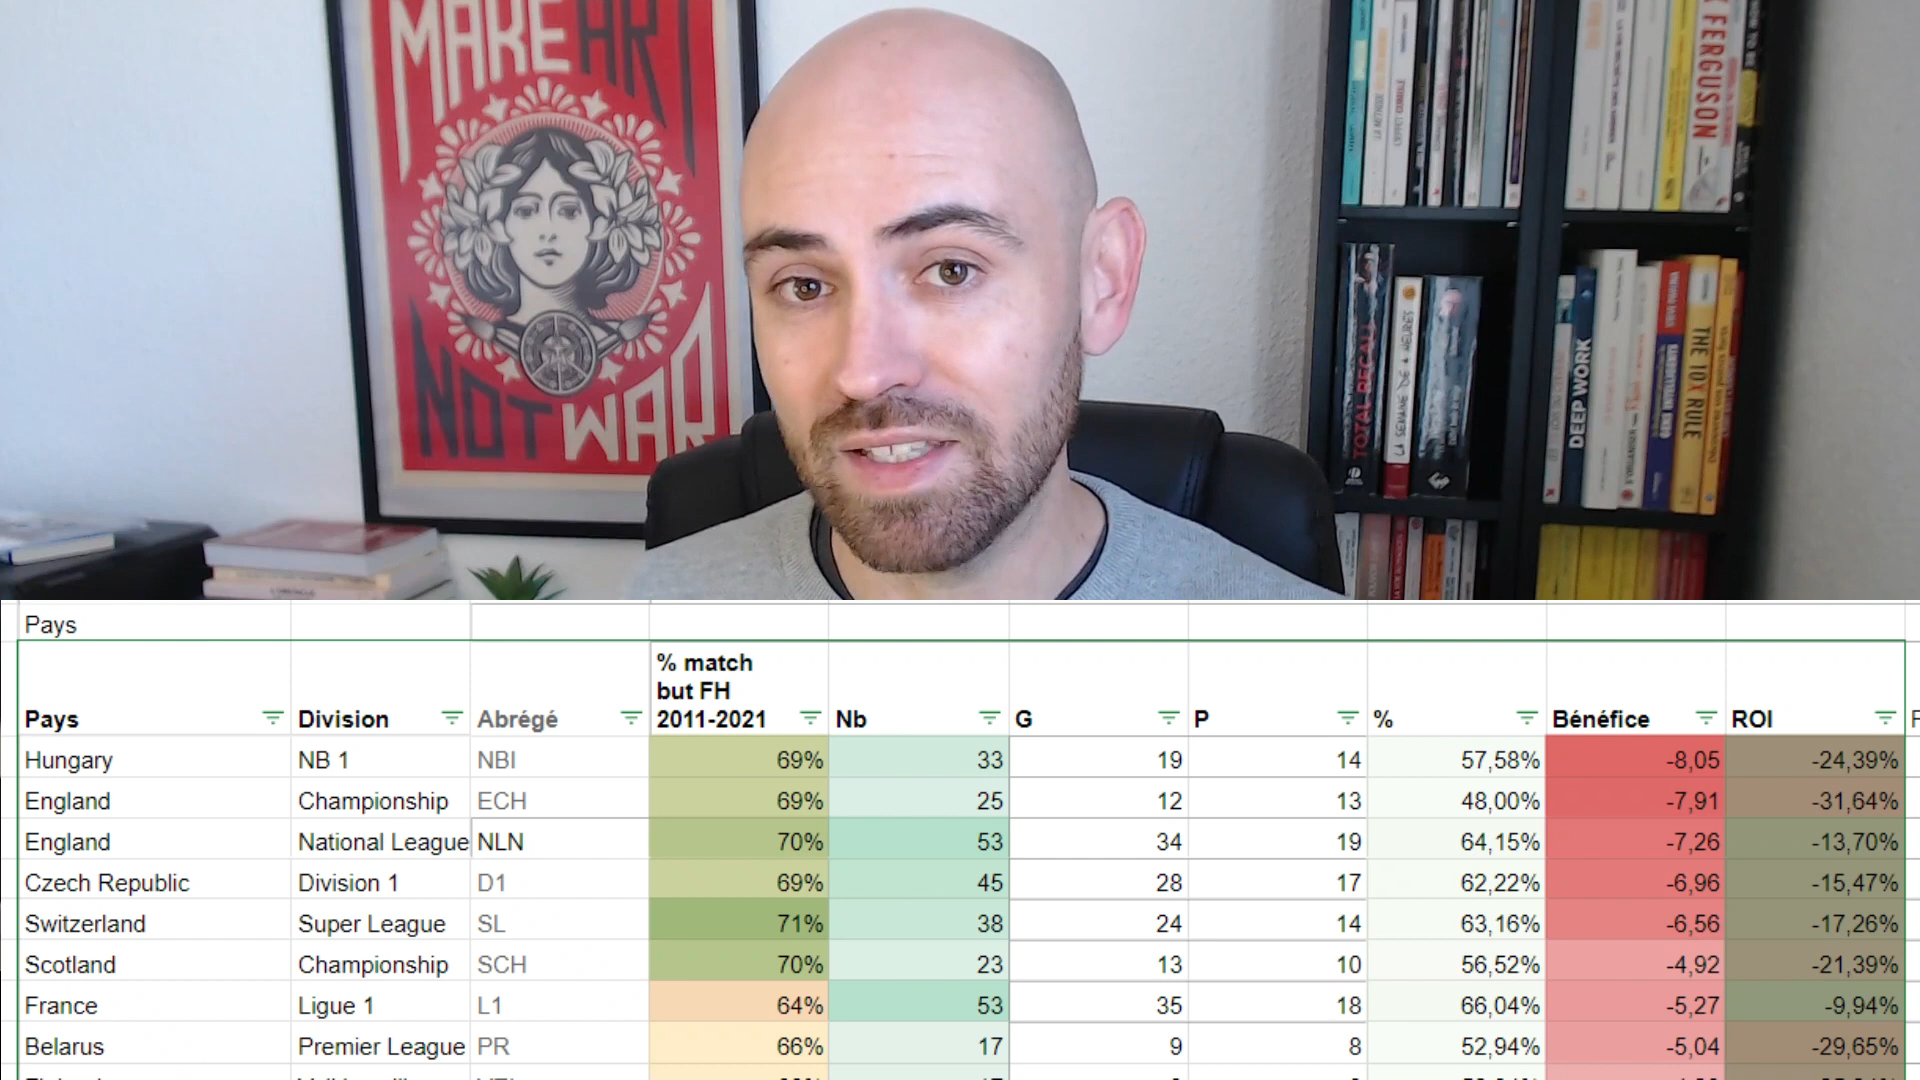 MAKE ART
NOT WAR
FERGUSON
TOTAL RECALL
LA SEMAINE DE 4 HEURES
DEEP WORK
THE 10X RULE
Pays
% match
but FH
Pays Division Abrégé 2011-2021 Nb G P % Bénéfice ROI
Hungary NB 1 NBI 69% 33 19 14 57,58% -8,05 -24,39%
England Championship ECH 69% 25 12 13 48,00% -7,91 -31,64%
England National League NLN 70% 53 34 19 64,15% -7,26 -13,70%
Czech Republic Division 1 D1 69% 45 28 17 62,22% -6,96 -15,47%
Switzerland Super League SL 71% 38 24 14 63,16% -6,56 -17,26%
Scotland Championship SCH 70% 23 13 10 56,52% -4,92 -21,39%
France Ligue 1 L1 64% 53 35 18 66,04% -5,27 -9,94%
Belarus Premier League PR 66% 17 9 8 52,94% -5,04 -29,65%